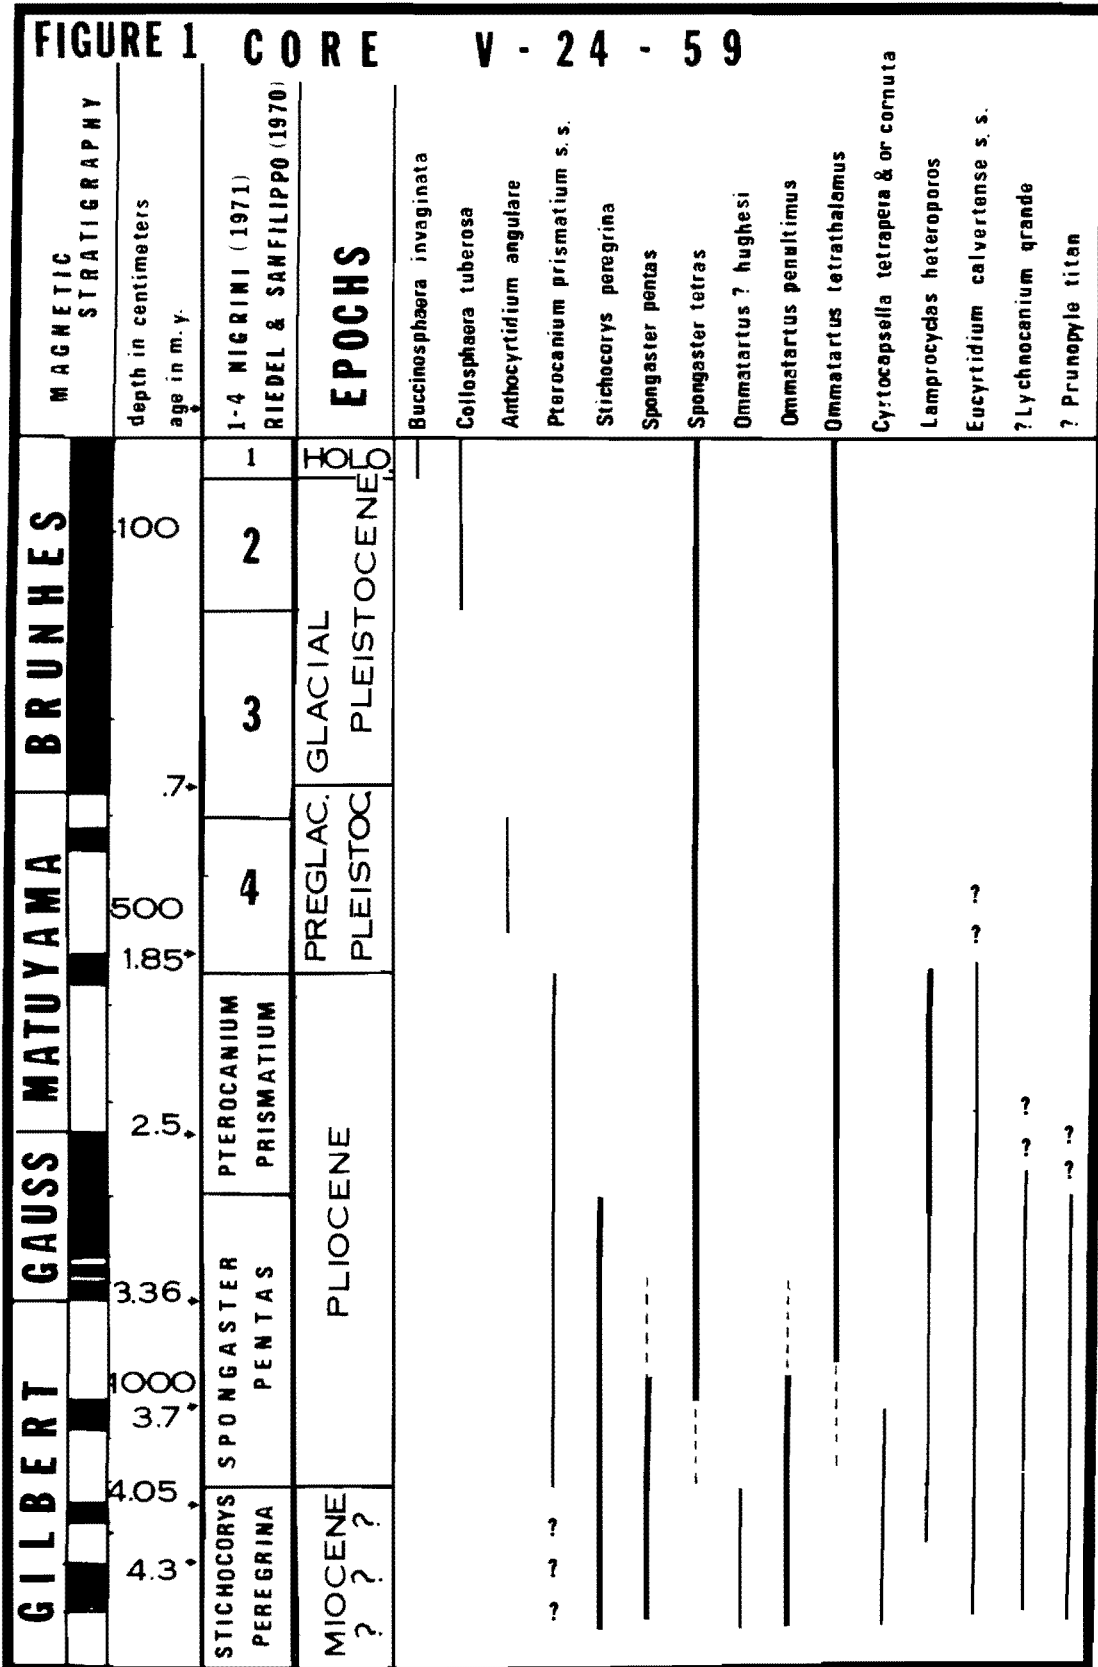 FIGURE 1 CORE V - 24 - 59
MAGNETIC
STRATIGRAPHY
depth in centimeters
age in m.y.
1-4 NIGRINI (1971)
RIEDEL & SANFILIPPO (1970)
EPOCHS
Buccinosphaera invaginata
Collosphaera tuberosa
Anthocyrtidium angulare
Pterocanium prismatium s.s.
Stichocorys peregrina
Spongaster pentas
Spongaster tetras
Ommatartus ? hughesi
Ommatartus penultimus
Ommatartus tetrathalamus
Cyrtocapsella tetrapera & or cornuta
Lamprocyclas heteroporos
Eucyrtidium calvertense s. s.
? Lychnocanium grande
? Prunopyle titan
BRUNHES
MATUYAMA
GAUSS
GILBERT
100
.7
500
1.85
2.5
3.36
1000
3.7
4.05
4.3
1
2
3
4
PTEROCANIUM
PRISMATIUM
SPONGASTER
PENTAS
STICHOCORYS
PEREGRINA
HOLO
GLACIAL
PLEISTOCENE
PREGLAC.
PLEISTOC.
PLIOCENE
MIOCENE ?
? ? ?
? ? ?
? ?
? ?
? ?